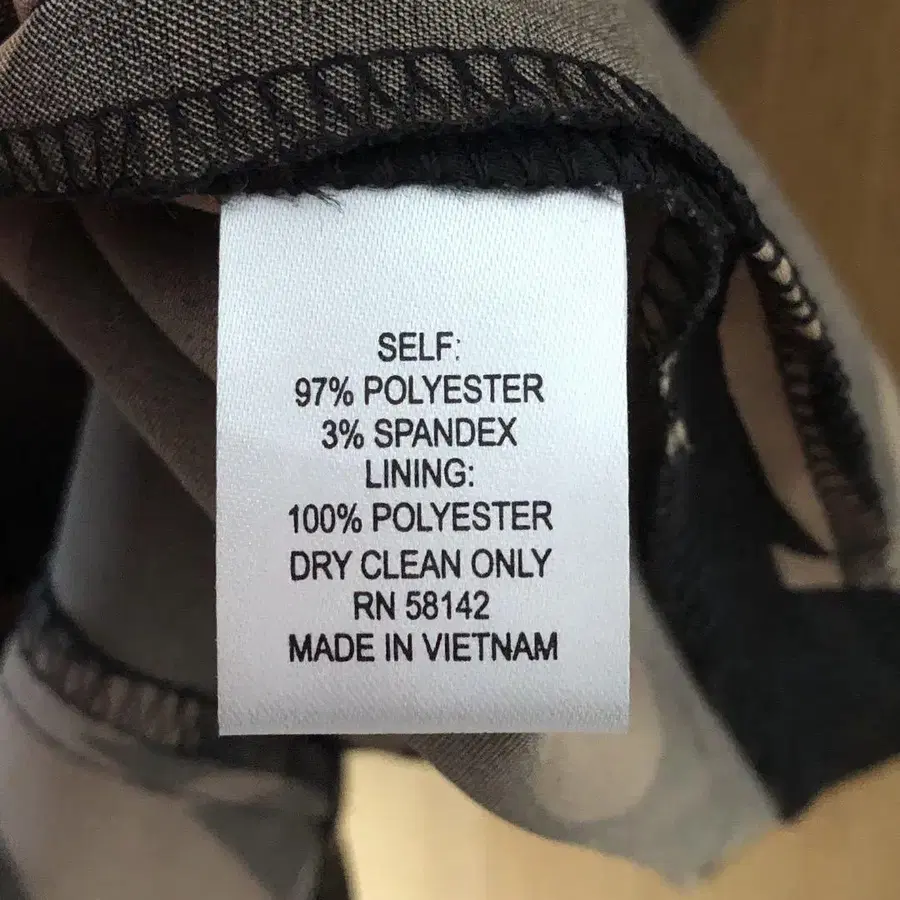 SELF:
97% POLYESTER
3% SPANDEX
LINING:
100% POLYESTER
DRY CLEAN ONLY
RN 58142
MADE IN VIETNAM